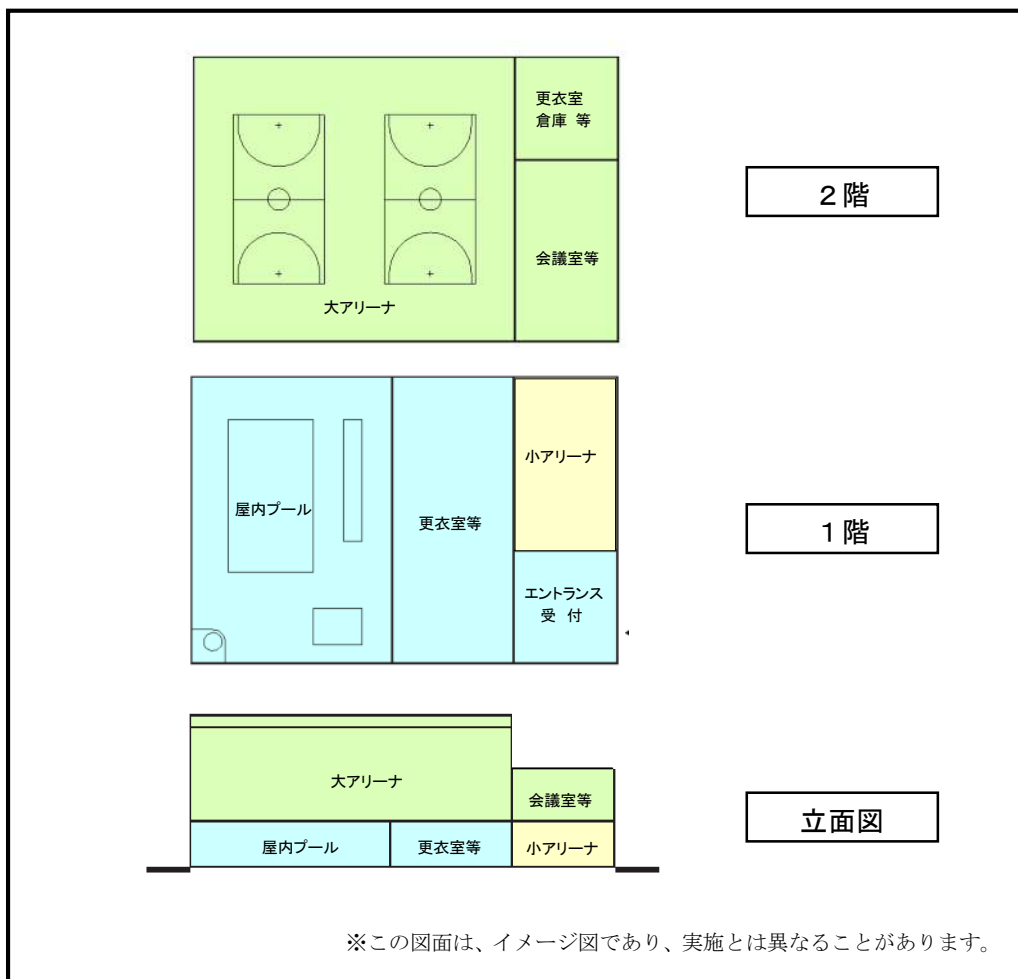 更衣室
倉庫 等
2階
会議室等
大アリーナ
小アリーナ
屋内プール
更衣室等
1階
エントランス
受 付
大アリーナ
会議室等
立面図
屋内プール
更衣室等
小アリーナ
※この図面は、イメージ図であり、実施とは異なることがあります。